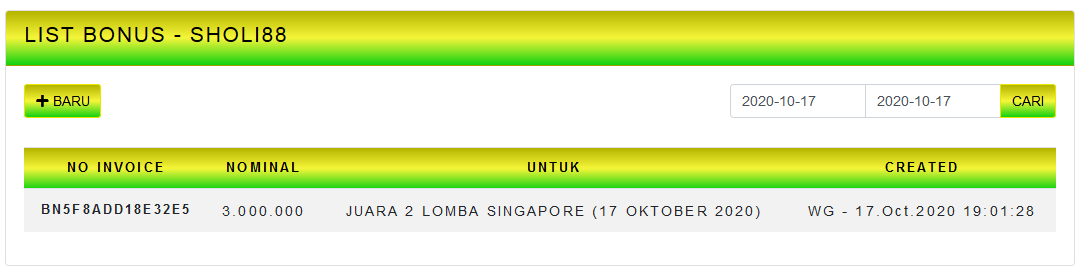 LIST BONUS - SHOLI88
BARU 2020-10-17 2020-10-17 CARI
NO INVOICE NOMINAL UNTUK CREATED
BN5F8ADD18E32E5 3.000.000 JUARA 2 LOMBA SINGAPORE (17 OKTOBER 2020) WG - 17.Oct.2020 19:01:28